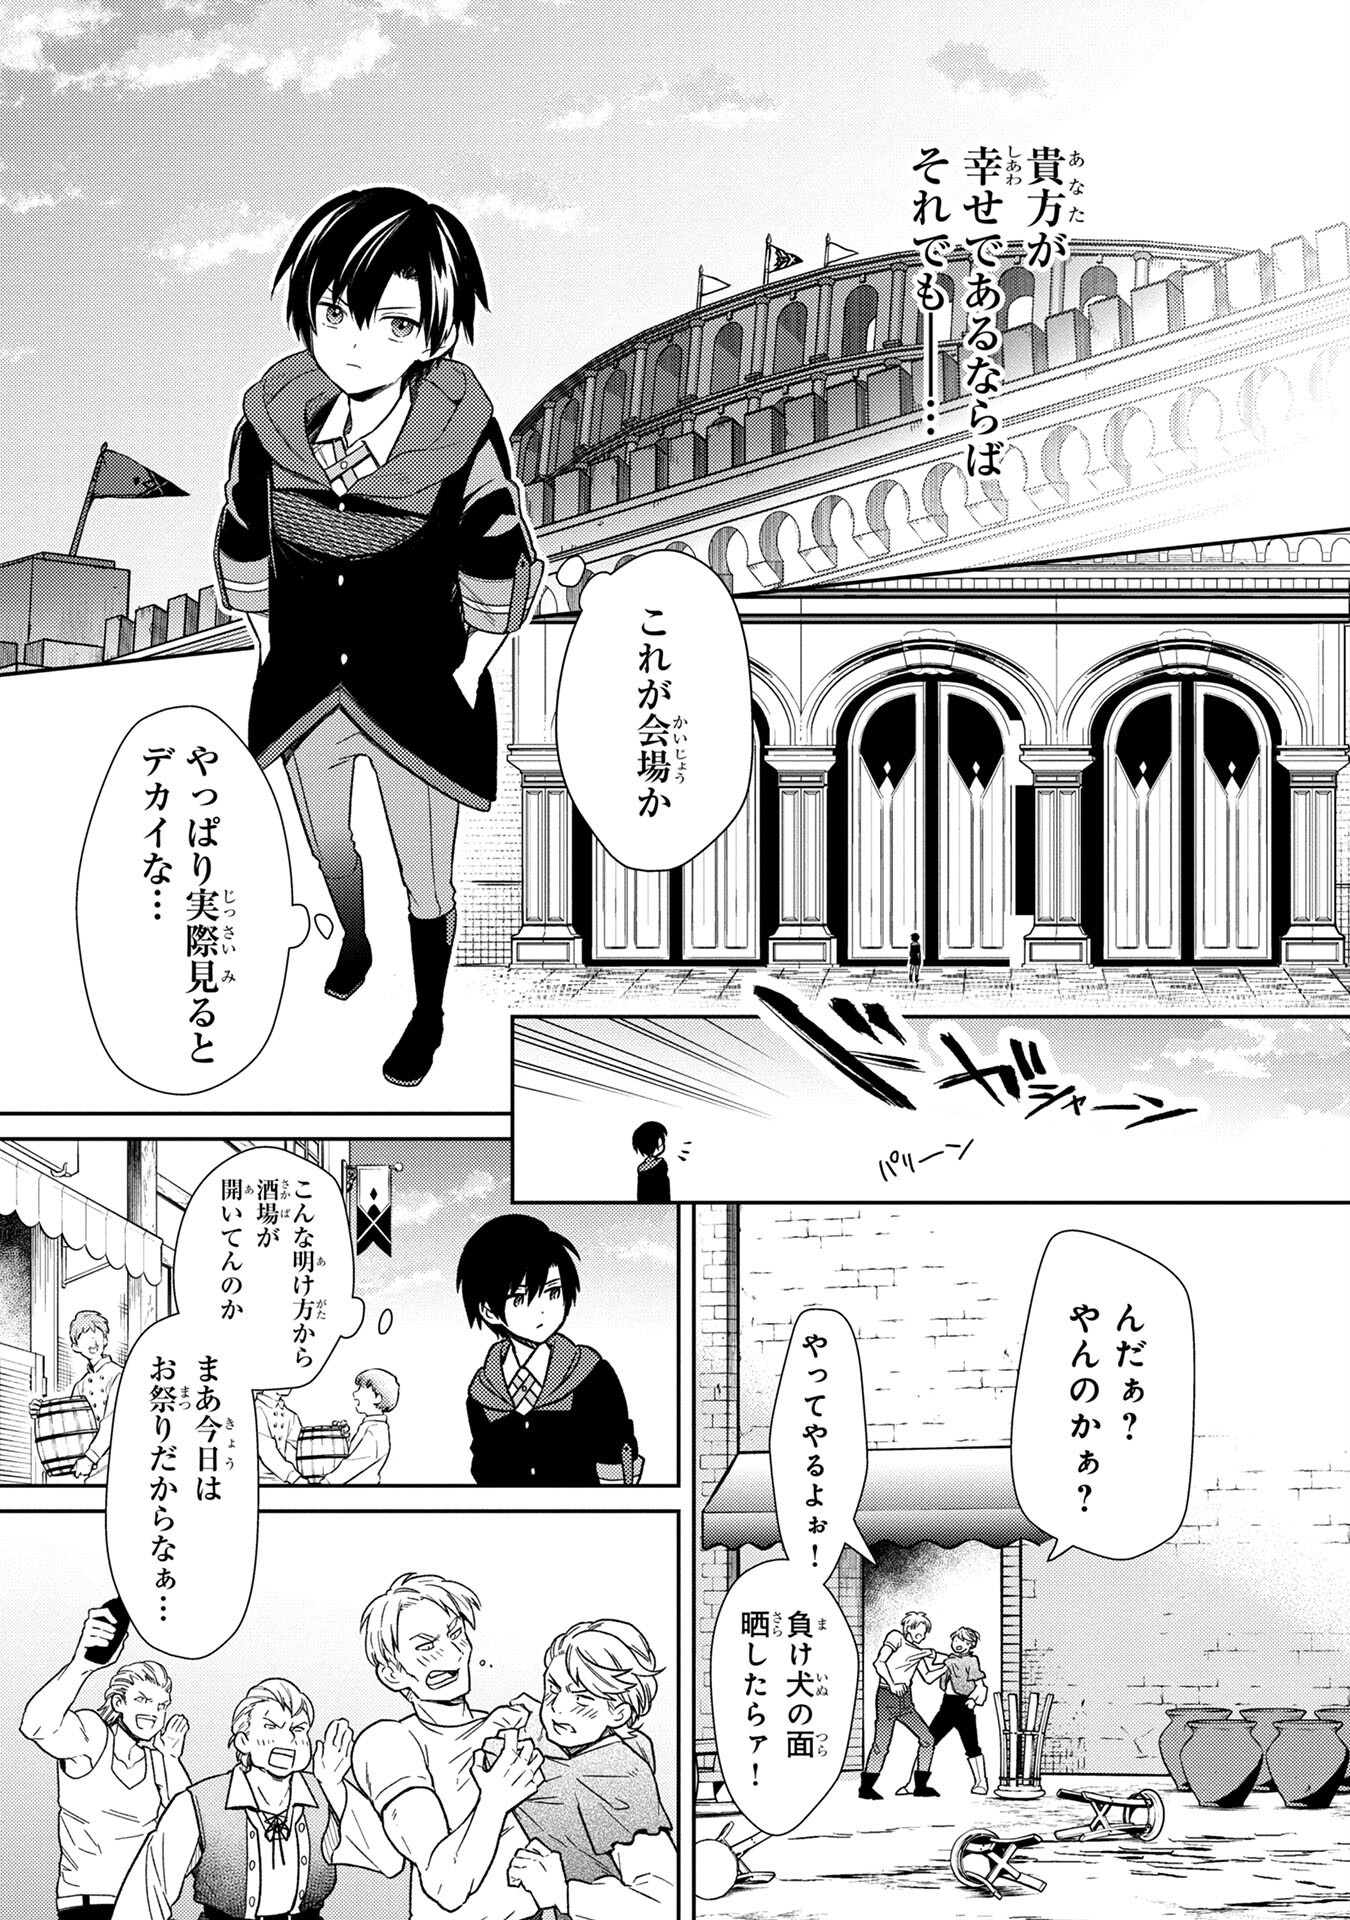 貴方が
幸せであるならば
それでも――…
これが会場か
やっぱり実際見ると
デカイな…
ドガシャーン
パリーン
んだぁ?
やんのかぁ?
やってやるよぉ!
負け犬の面
晒したらァ!
こんな明け方から
酒場が
開いてんのか
まあ今日は
お祭りだからなぁ…